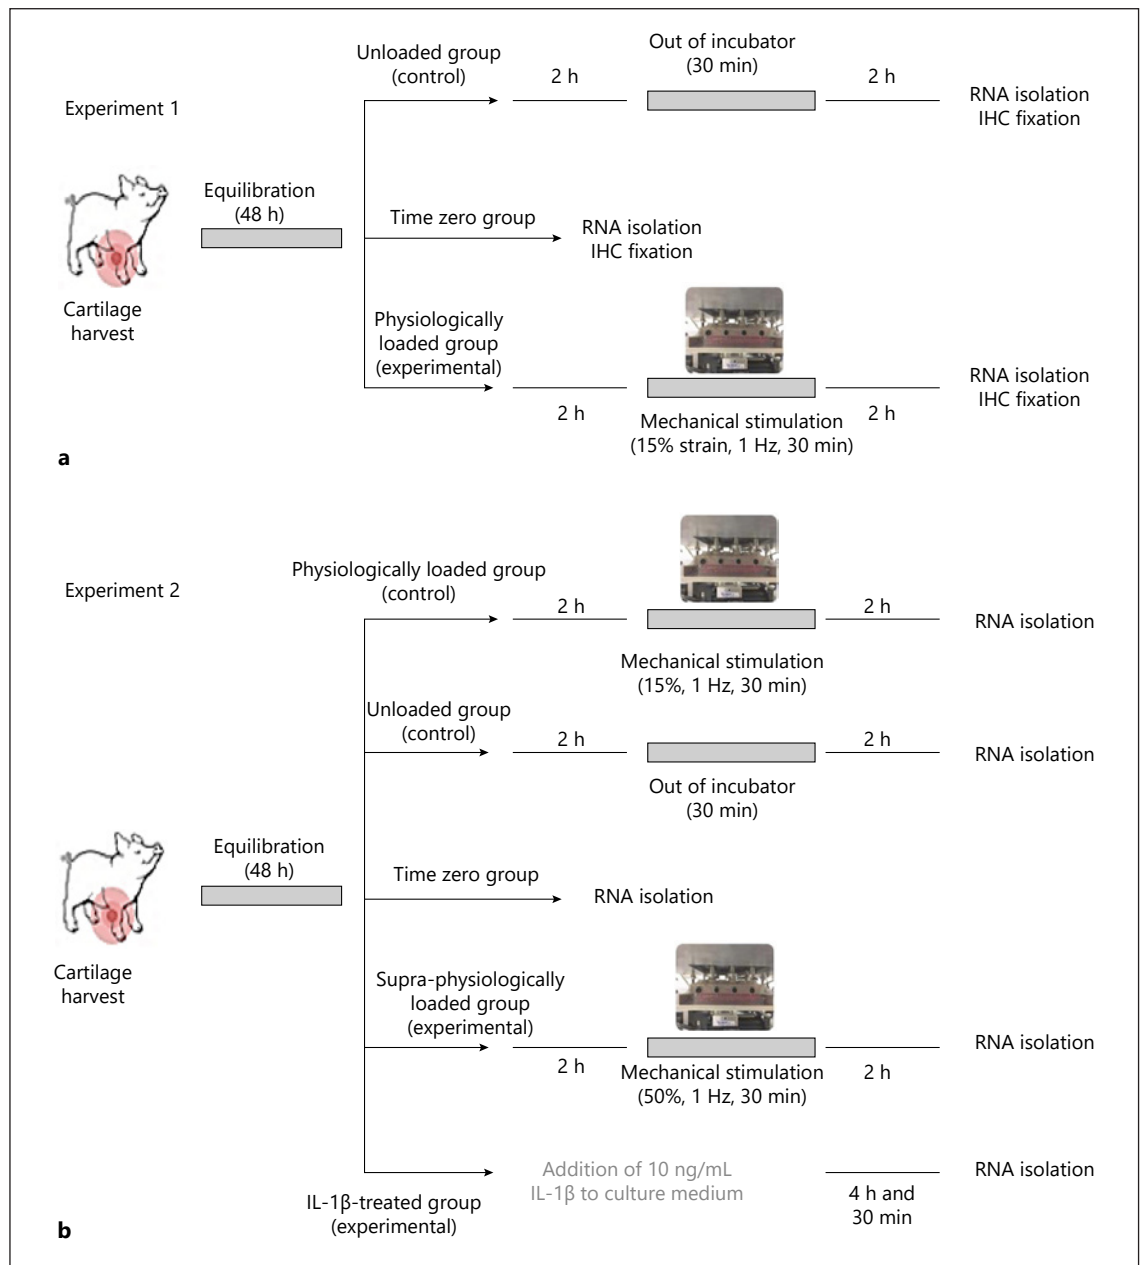 Experiment 1
Unloaded group
(control)
2 h
Out of incubator
(30 min)
2 h
RNA isolation
IHC fixation
Equilibration
(48 h)
Cartilage
harvest
Time zero group
RNA isolation
IHC fixation
Physiologically
loaded group
(experimental)
2 h
Mechanical stimulation
(15% strain, 1 Hz, 30 min)
2 h
RNA isolation
IHC fixation
a
Experiment 2
Physiologically loaded group
(control)
2 h
Mechanical stimulation
(15%, 1 Hz, 30 min)
2 h
RNA isolation
Unloaded group
(control)
2 h
Out of incubator
(30 min)
2 h
RNA isolation
Equilibration
(48 h)
Cartilage
harvest
Time zero group
RNA isolation
Supra-physiologically
loaded group
(experimental)
2 h
Mechanical stimulation
(50%, 1 Hz, 30 min)
2 h
RNA isolation
IL-1β-treated group
(experimental)
Addition of 10 ng/mL
IL-1β to culture medium
4 h and
30 min
RNA isolation
b